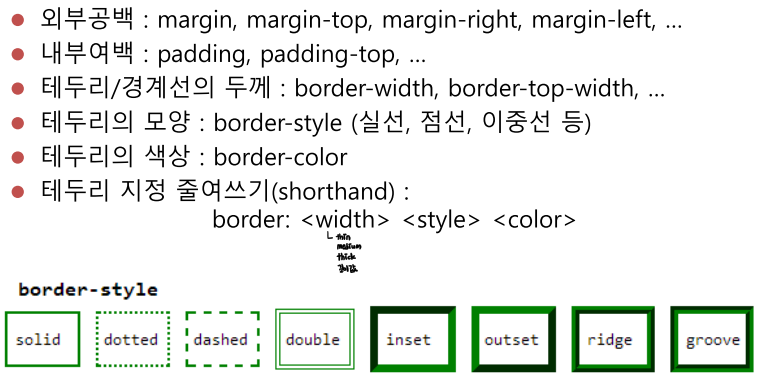 외부공백 : margin, margin-top, margin-right, margin-left, …
내부여백 : padding, padding-top, …
테두리/경계선의 두께 : border-width, border-top-width, …
테두리의 모양 : border-style (실선, 점선, 이중선 등)
테두리의 색상 : border-color
테두리 지정 줄여쓰기(shorthand) :
border: <width> <style> <color>
thin
medium
thick
길이값
border-style
solid dotted dashed double inset outset ridge groove